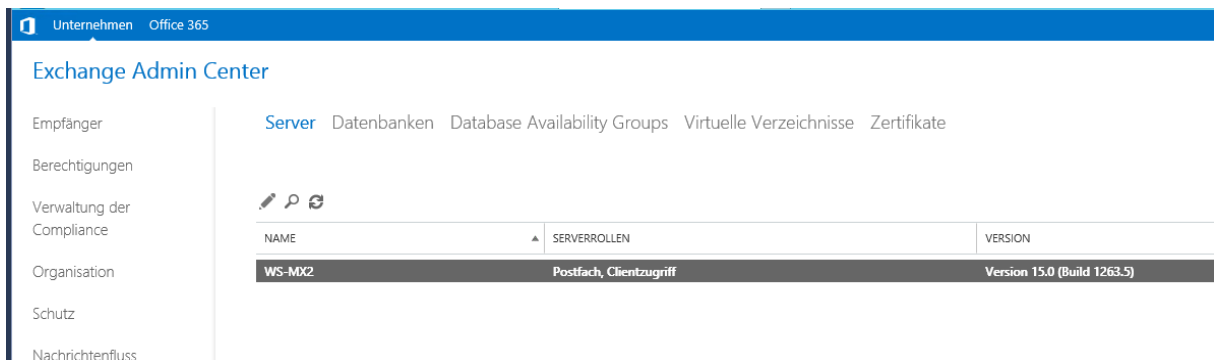 Unternehmen Office 365
Exchange Admin Center
Empfänger
Berechtigungen
Verwaltung der
Compliance
Organisation
Schutz
Nachrichtenfluss
Server Datenbanken Database Availability Groups Virtuelle Verzeichnisse Zertifikate
NAME SERVERROLLEN VERSION
WS-MX2 Postfach, Clientzugriff Version 15.0 (Build 1263.5)